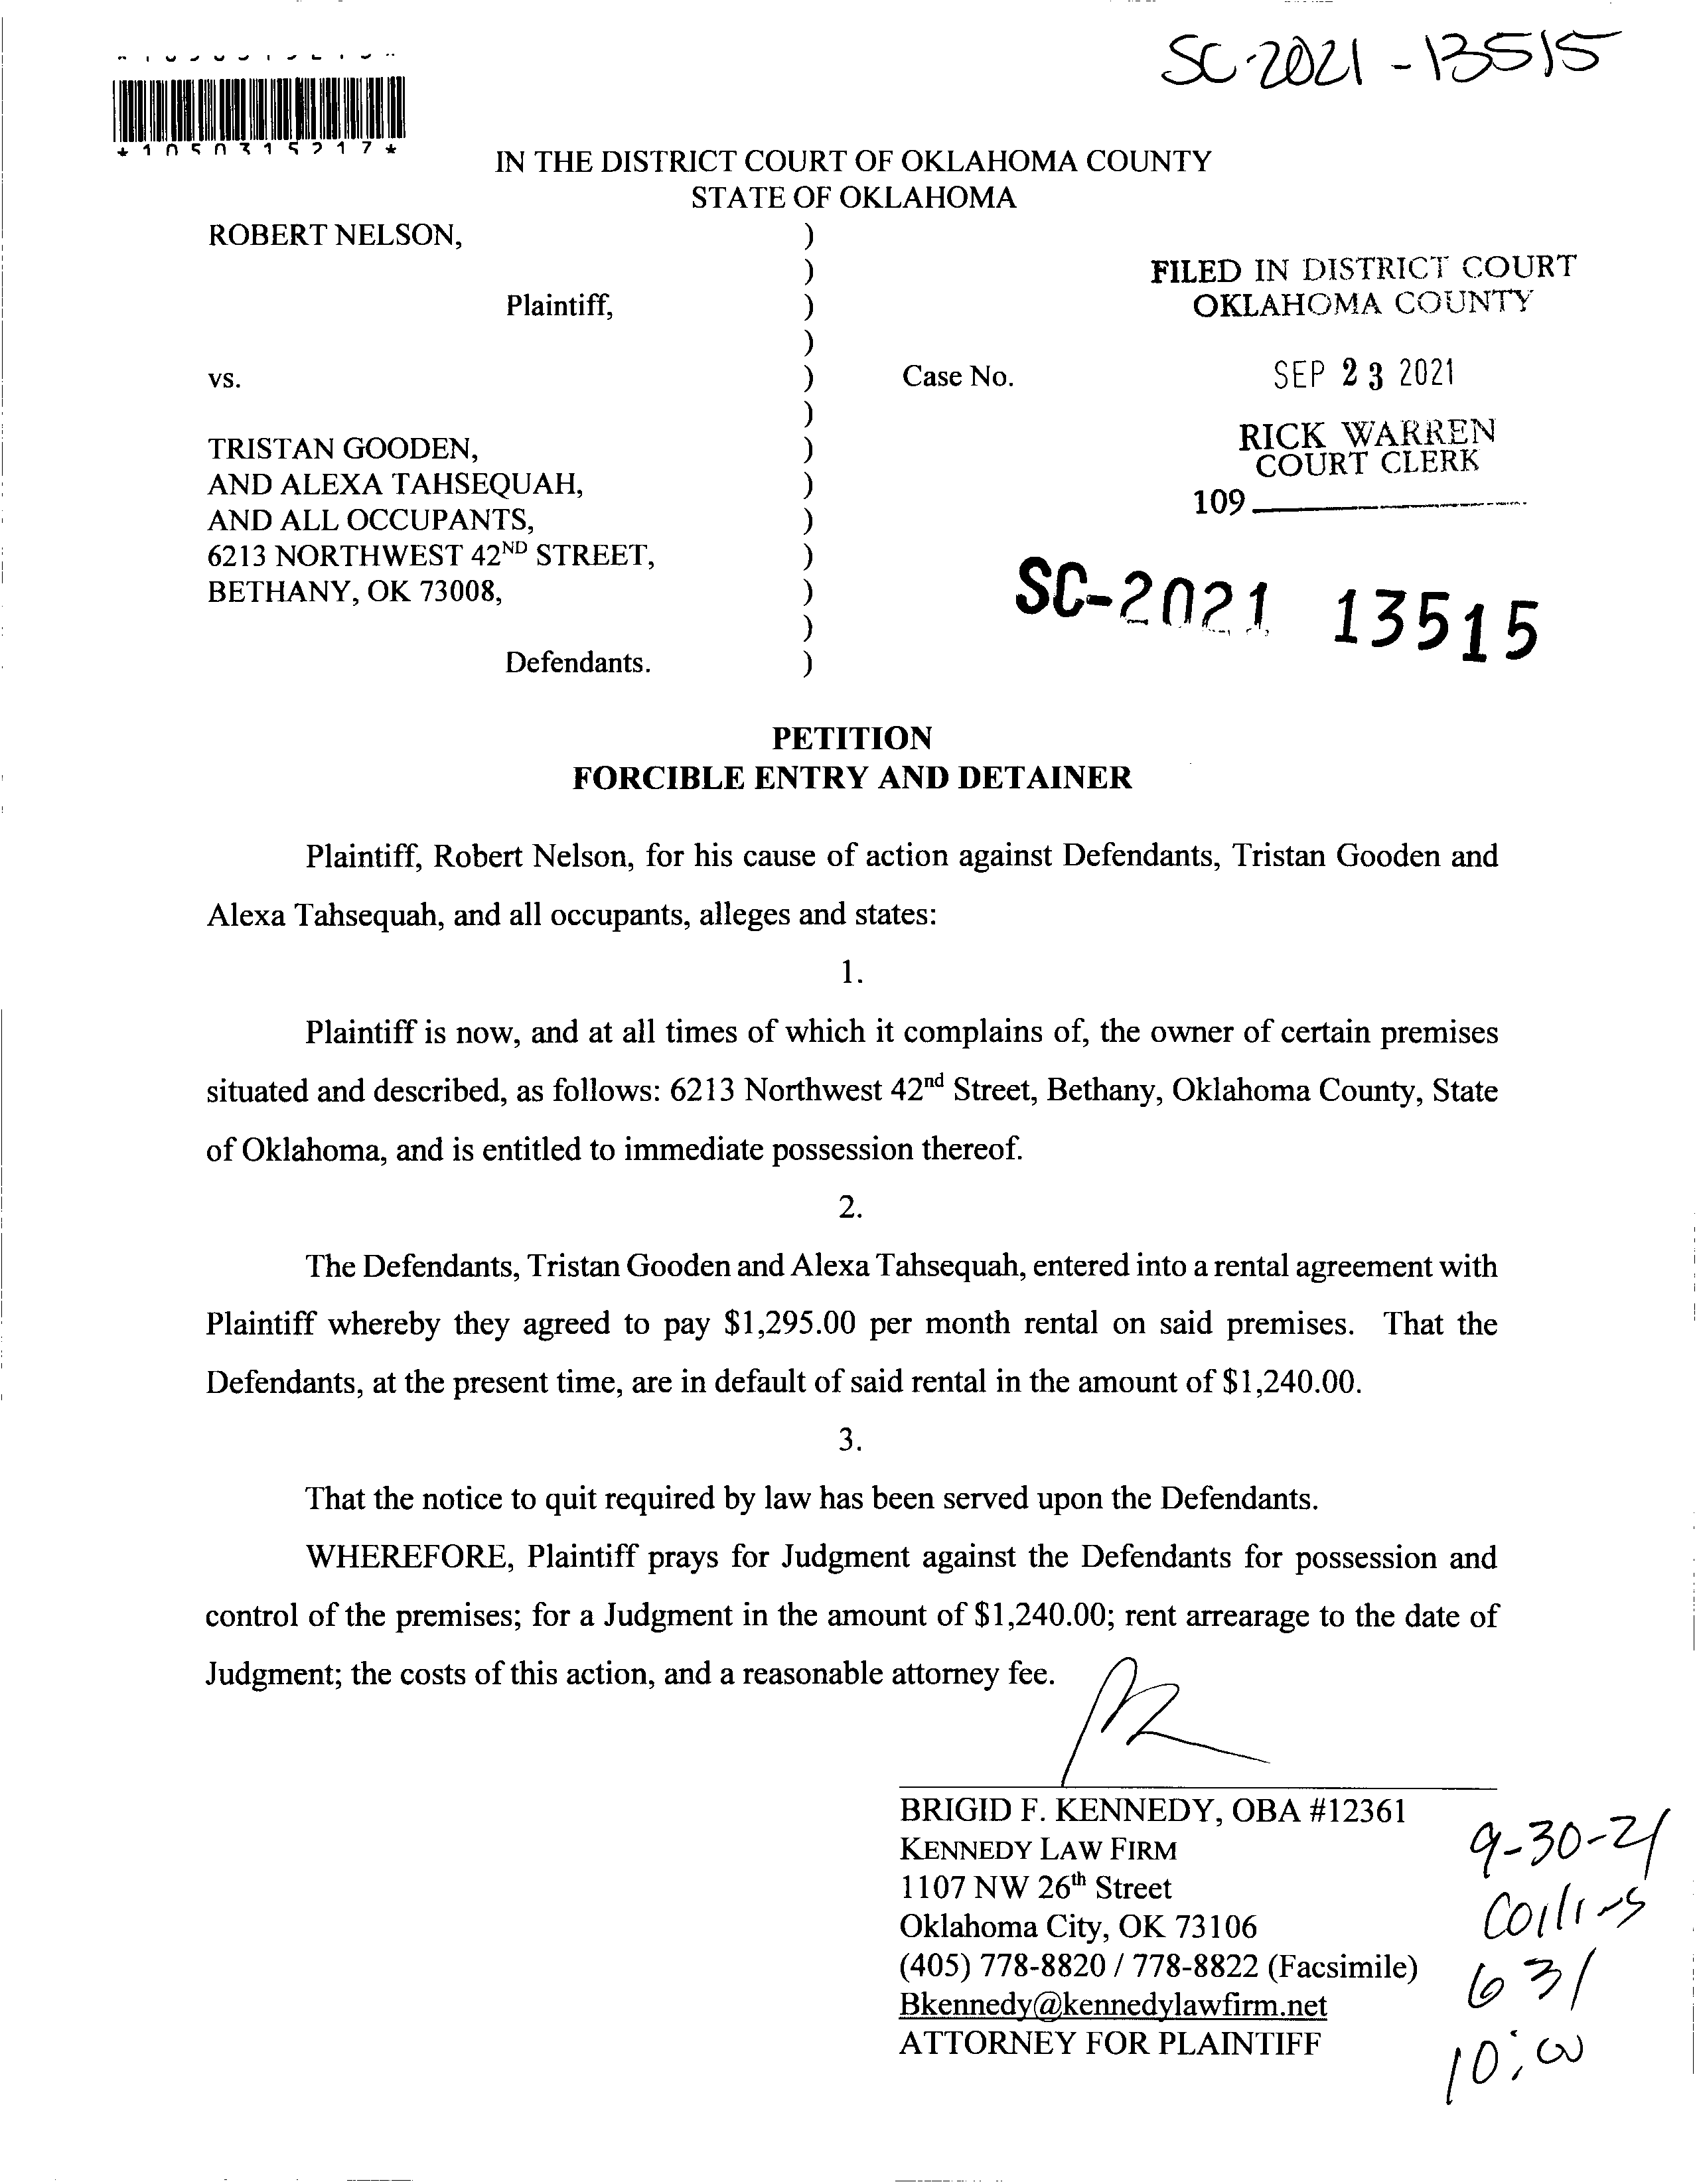 SC-2021-13515
*1050315217*
IN THE DISTRICT COURT OF OKLAHOMA COUNTY
STATE OF OKLAHOMA
ROBERT NELSON, )
)
Plaintiff, )
)
vs. ) Case No.
)
TRISTAN GOODEN, )
AND ALEXA TAHSEQUAH, )
AND ALL OCCUPANTS, )
6213 NORTHWEST 42ND STREET, )
BETHANY, OK 73008, )
)
Defendants. )
FILED IN DISTRICT COURT
OKLAHOMA COUNTY
SEP 23 2021
RICK WARREN
COURT CLERK
109
SC-2021 13515
PETITION
FORCIBLE ENTRY AND DETAINER
Plaintiff, Robert Nelson, for his cause of action against Defendants, Tristan Gooden and
Alexa Tahsequah, and all occupants, alleges and states:
1.
Plaintiff is now, and at all times of which it complains of, the owner of certain premises
situated and described, as follows: 6213 Northwest 42nd Street, Bethany, Oklahoma County, State
of Oklahoma, and is entitled to immediate possession thereof.
2.
The Defendants, Tristan Gooden and Alexa Tahsequah, entered into a rental agreement with
Plaintiff whereby they agreed to pay $1,295.00 per month rental on said premises. That the
Defendants, at the present time, are in default of said rental in the amount of $1,240.00.
3.
That the notice to quit required by law has been served upon the Defendants.
WHEREFORE, Plaintiff prays for Judgment against the Defendants for possession and
control of the premises; for a Judgment in the amount of $1,240.00; rent arrearage to the date of
Judgment; the costs of this action, and a reasonable attorney fee.
BRIGID F. KENNEDY, OBA #12361
KENNEDY LAW FIRM
1107 NW 26th Street
Oklahoma City, OK 73106
(405) 778-8820 / 778-8822 (Facsimile)
Bkennedy@kennedylawfirm.net
ATTORNEY FOR PLAINTIFF
9-30-21
Collins
631
10:00